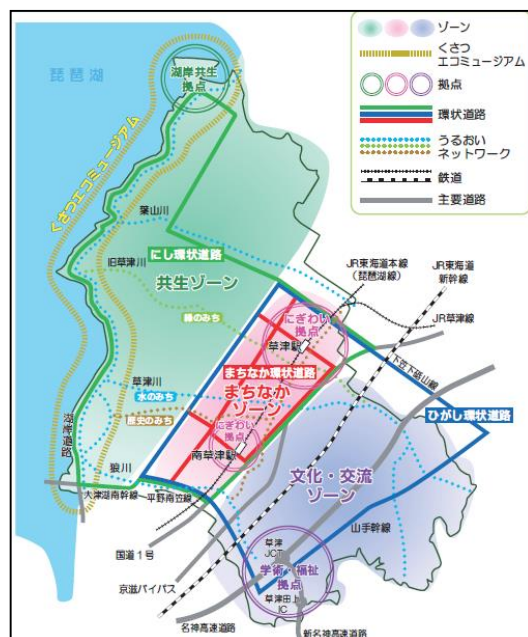 ゾーン
くさつ
エコミュージアム
拠点
環状道路
うるおい
ネットワーク
鉄道
主要道路
琵琶湖
湖岸共生
拠点
くさつエコミュージアム
葉山川
にし環状道路
旧草津川
共生ゾーン
緑のみち
JR東海道本線
(琵琶湖線)
JR東海道
新幹線
JR草津線
にぎわい
拠点
草津駅
下笠下砥山線
まちなか環状道路
まちなか
ゾーン
草津川
水のみち
歴史のみち
ひがし環状道路
にぎわい
拠点
南草津駅
湖岸道路
狼川
文化・交流
ゾーン
大津湖南幹線
平野南笠線
山手幹線
国道1号
草津
JCT
学術・福祉
拠点
草津田上
IC
京滋バイパス
名神高速道路
新名神高速道路